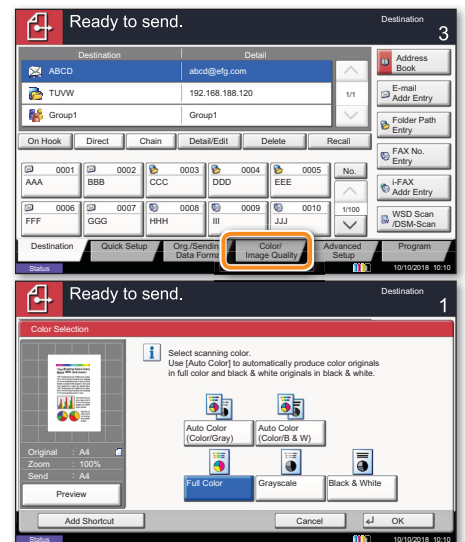 Ready to send.
Destination
3
Destination
Detail
ABCD
abcd@efg.com
TUVW
192.168.188.120
1/1
Group1
Group1
Address
Book
E-mail
Addr Entry
Folder Path
Entry
FAX No.
Entry
i-FAX
Addr Entry
WSD Scan
/DSM-Scan
On Hook
Direct
Chain
Detail/Edit
Delete
Recall
0001
AAA
0002
BBB
0003
CCC
0004
DDD
0005
EEE
No.
0006
FFF
0007
GGG
0008
HHH
0009
III
0010
JJJ
1/100
Destination
Quick Setup
Org./Sending
Data Format
Color/
Image Quality
Advanced
Setup
Program
Status
10/10/2018 10:10
Ready to send.
Destination
1
Color Selection
Select scanning color.
Use [Auto Color] to automatically produce color originals
in full color and black & white originals in black & white.
Auto Color
(Color/Gray)
Auto Color
(Color/B & W)
Full Color
Grayscale
Black & White
Original : A4
Zoom : 100%
Send : A4
Preview
Add Shortcut
Cancel
OK
Status
10/10/2018 10:10